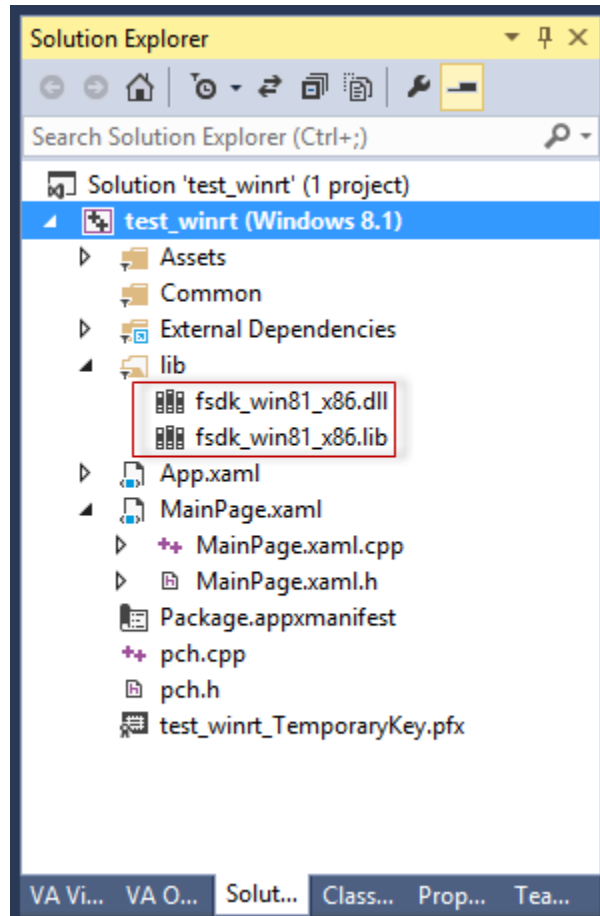 Solution Explorer
Search Solution Explorer (Ctrl+;)
Solution 'test_winrt' (1 project)
test_winrt (Windows 8.1)
Assets
Common
External Dependencies
lib
fsdk_win81_x86.dll
fsdk_win81_x86.lib
App.xaml
MainPage.xaml
MainPage.xaml.cpp
MainPage.xaml.h
Package.appxmanifest
pch.cpp
pch.h
test_winrt_TemporaryKey.pfx
VA Vi... VA O... Solut... Class... Prop... Tea...